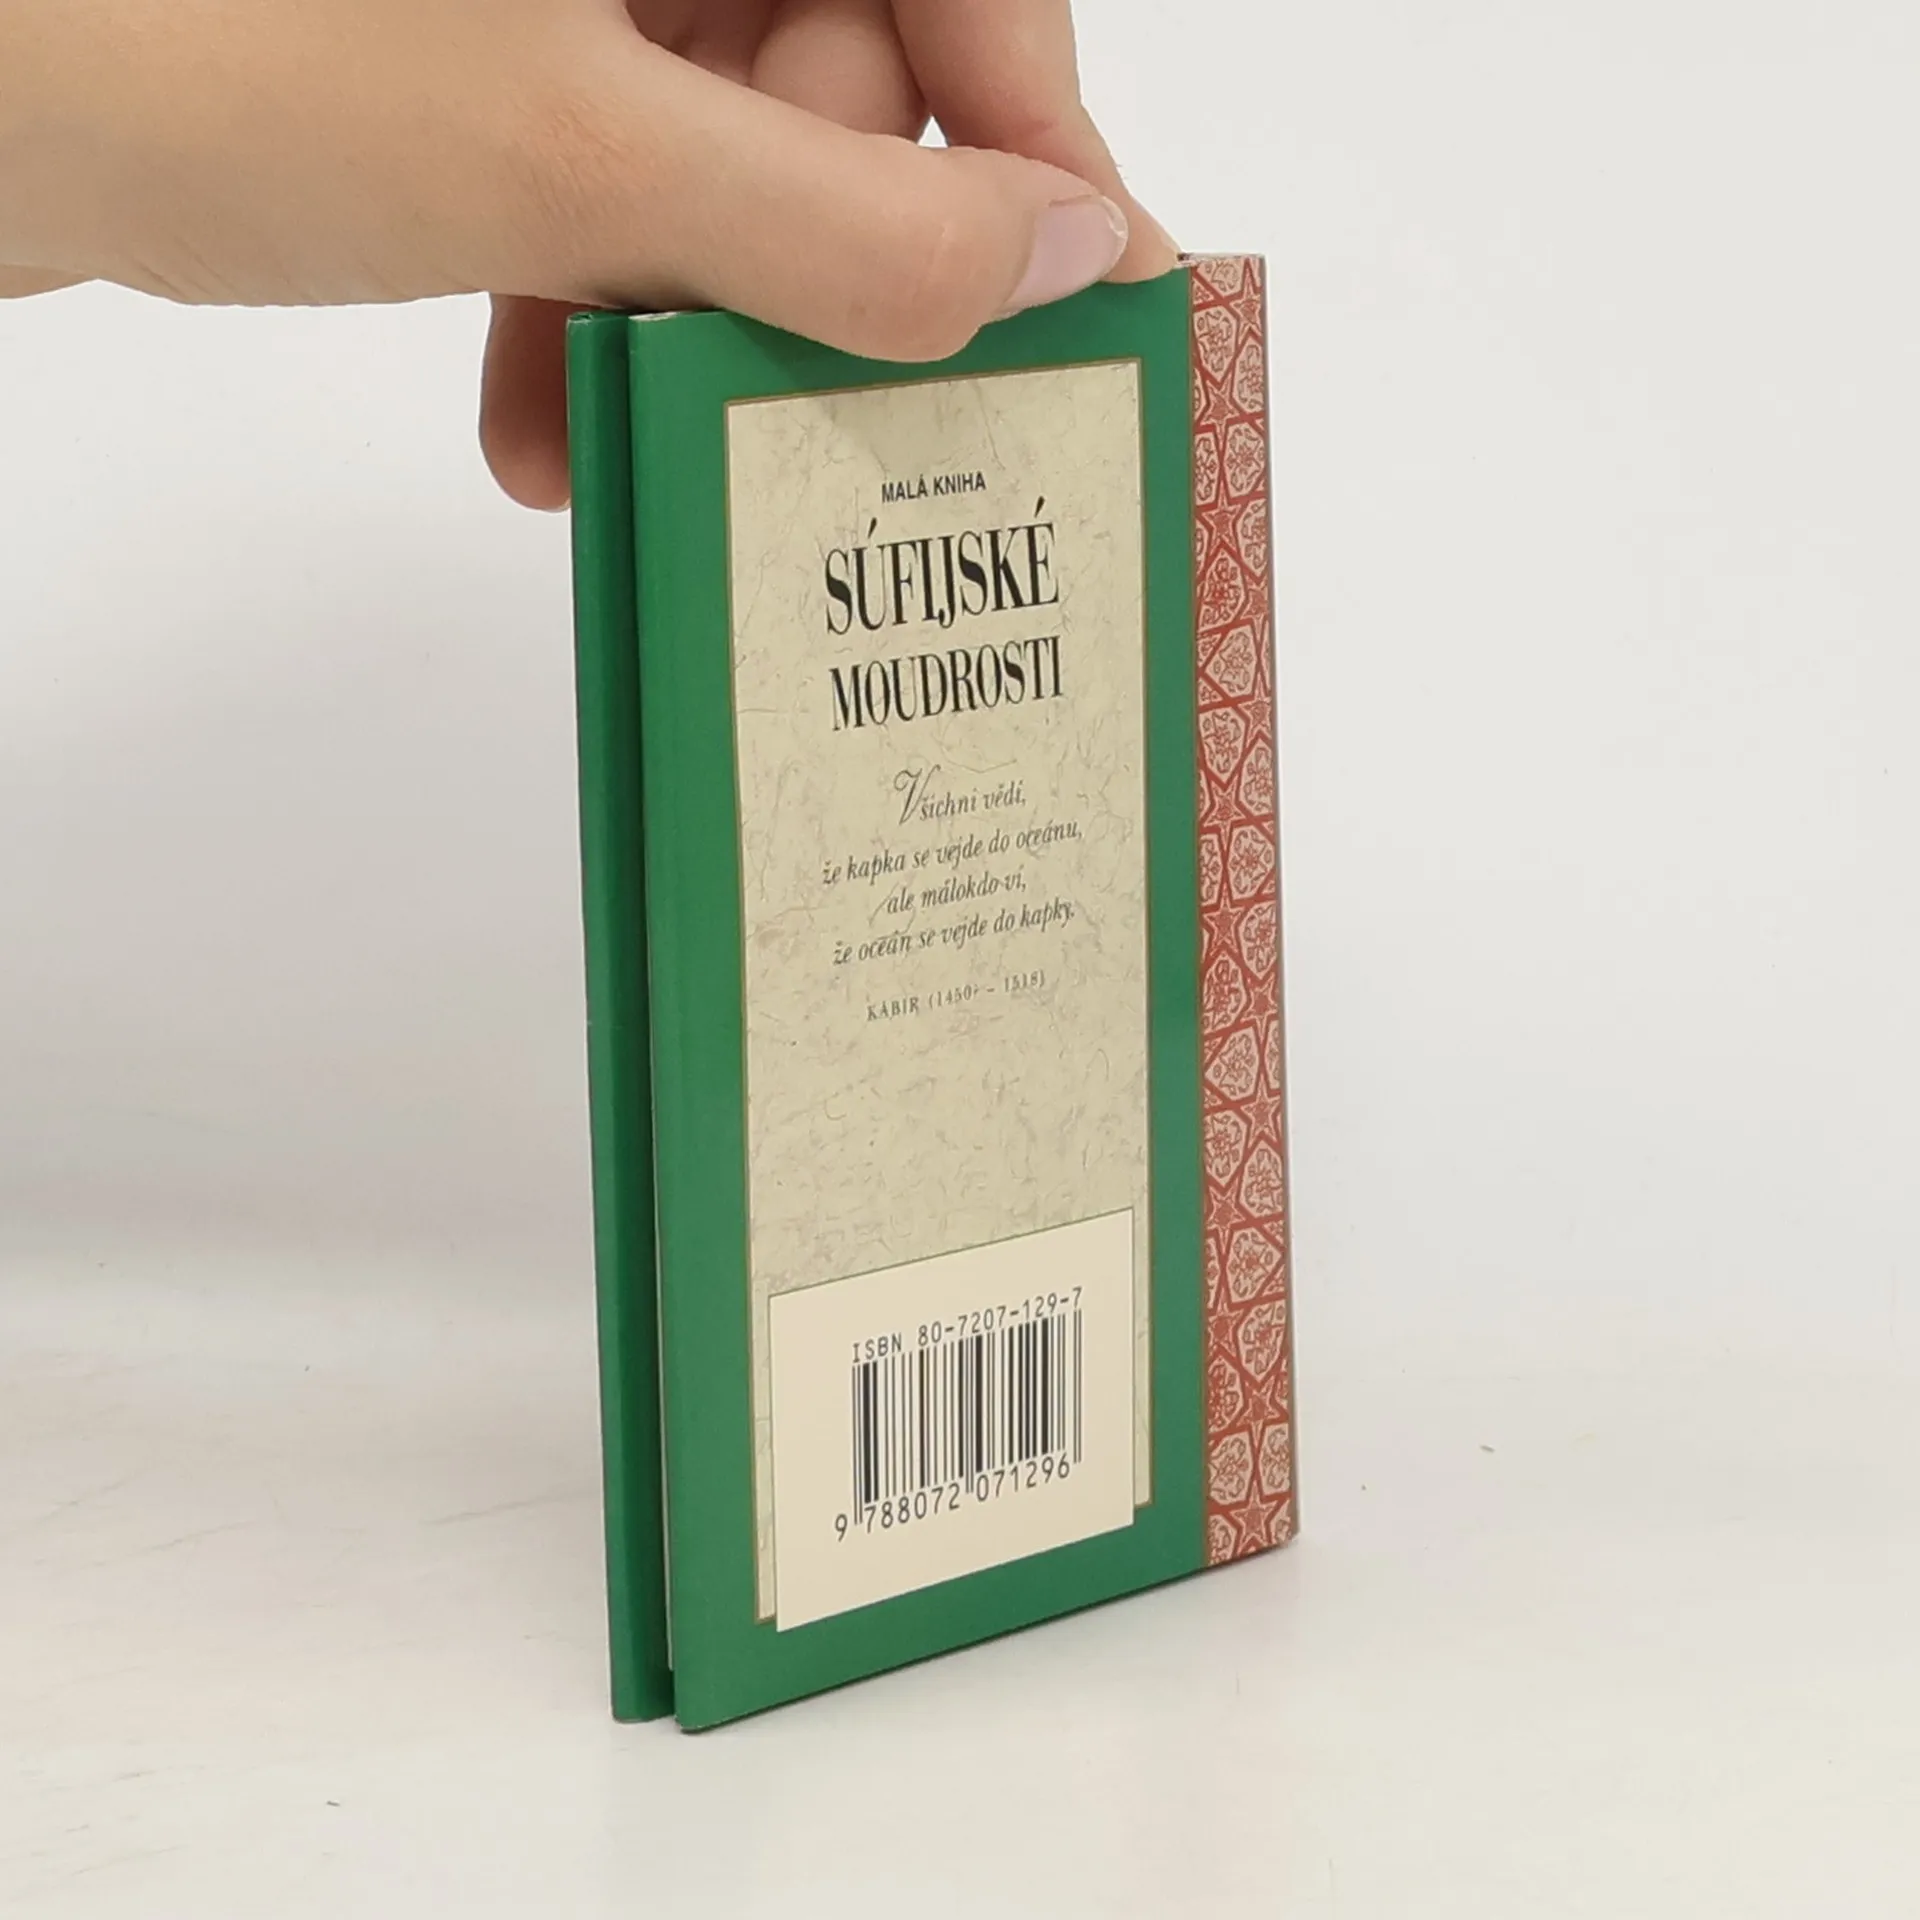 MALÁ KNIHA
SÚFIJSKÉ
MOUDROSTI
Všichni vědí,
že kapka se vejde do oceánu,
ale málokdo ví,
že oceán se vejde do kapky.
KABIR (1450? – 1518)
ISBN 80-7207-129-7
9 788072 071296